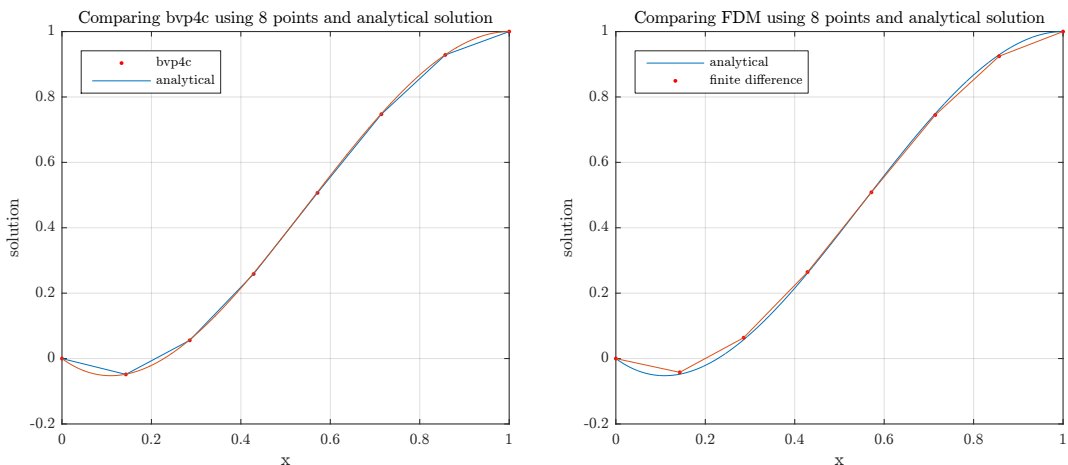 Comparing bvp4c using 8 points and analytical solution
1
0.8
0.6
0.4
0.2
0
-0.2
solution
bvp4c
analytical
0
0.2
0.4
0.6
0.8
1
x
Comparing FDM using 8 points and analytical solution
1
0.8
0.6
0.4
0.2
0
-0.2
solution
analytical
finite difference
0
0.2
0.4
0.6
0.8
1
x